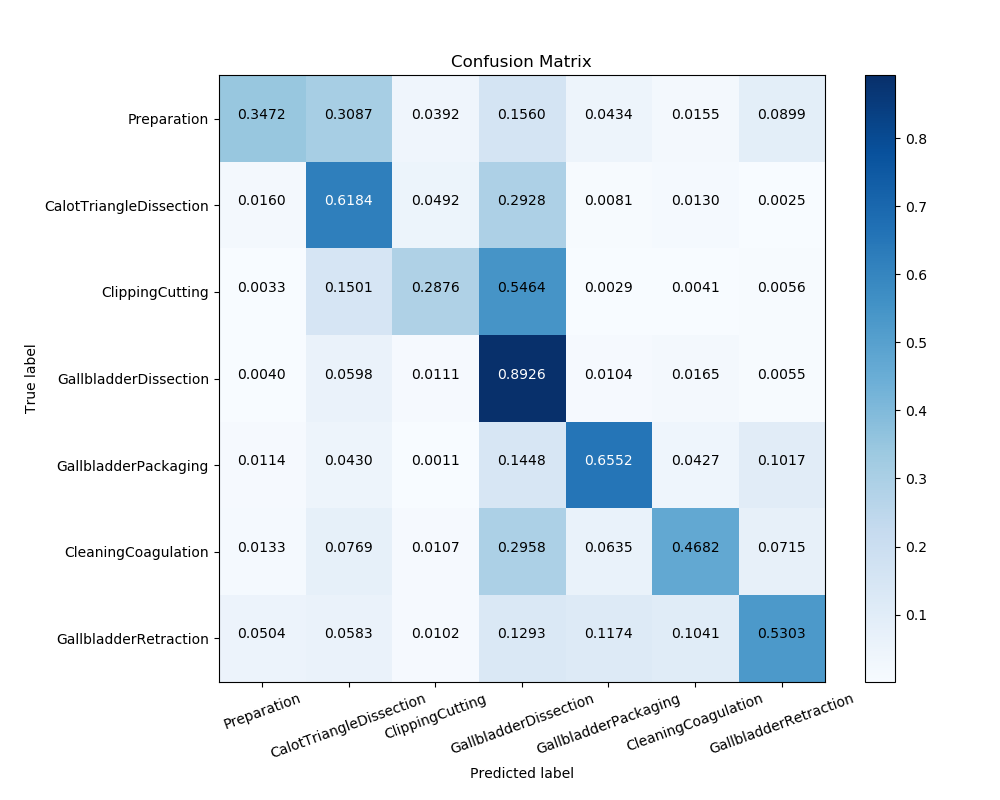 Confusion Matrix
Preparation 0.3472 0.3087 0.0392 0.1560 0.0434 0.0155 0.0899
CalotTriangleDissection 0.0160 0.6184 0.0492 0.2928 0.0081 0.0130 0.0025
ClippingCutting 0.0033 0.1501 0.2876 0.5464 0.0029 0.0041 0.0056
GallbladderDissection 0.0040 0.0598 0.0111 0.8926 0.0104 0.0165 0.0055
GallbladderPackaging 0.0114 0.0430 0.0011 0.1448 0.6552 0.0427 0.1017
CleaningCoagulation 0.0133 0.0769 0.0107 0.2958 0.0635 0.4682 0.0715
GallbladderRetraction 0.0504 0.0583 0.0102 0.1293 0.1174 0.1041 0.5303
True label
Preparation CalotTriangleDissection ClippingCutting GallbladderDissection GallbladderPackaging CleaningCoagulation GallbladderRetraction
Predicted label
0.8
0.7
0.6
0.5
0.4
0.3
0.2
0.1